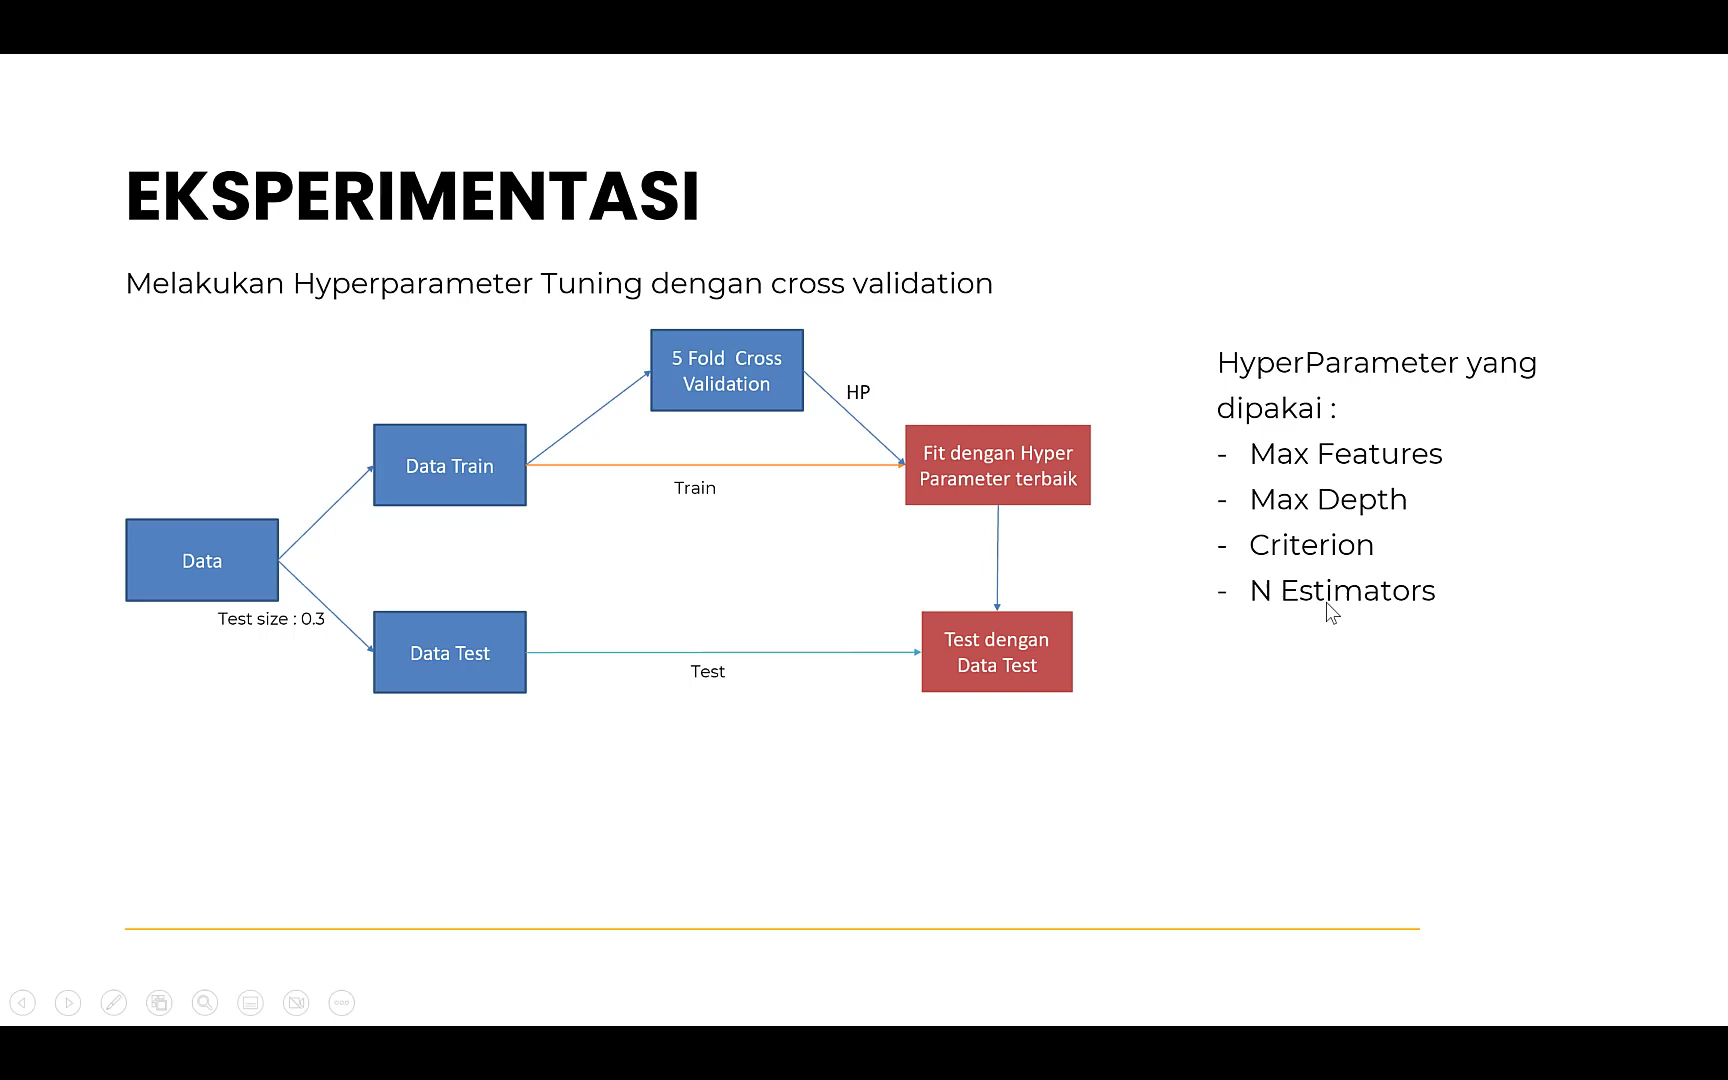 EKSPERIMENTASI
Melakukan Hyperparameter Tuning dengan cross validation
5 Fold Cross
Validation
HP
Data Train
Train
Fit dengan Hyper
Parameter terbaik
Data
Test size : 0.3
Data Test
Test
Test dengan
Data Test
HyperParameter yang
dipakai :
- Max Features
- Max Depth
- Criterion
- N Estimators